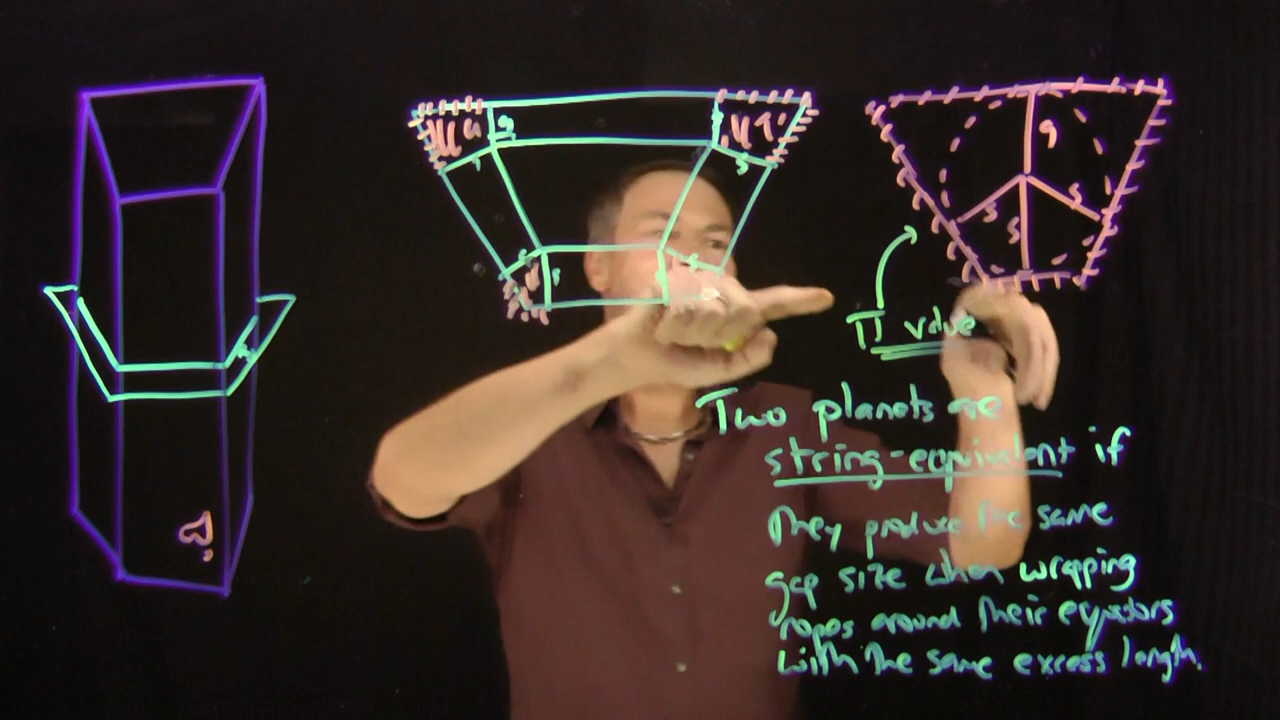 g
g
s
s
s
π value
Two planets are
string-equivalent if
they produce the same
gap size when wrapping
ropes around their equators
with the same excess length.